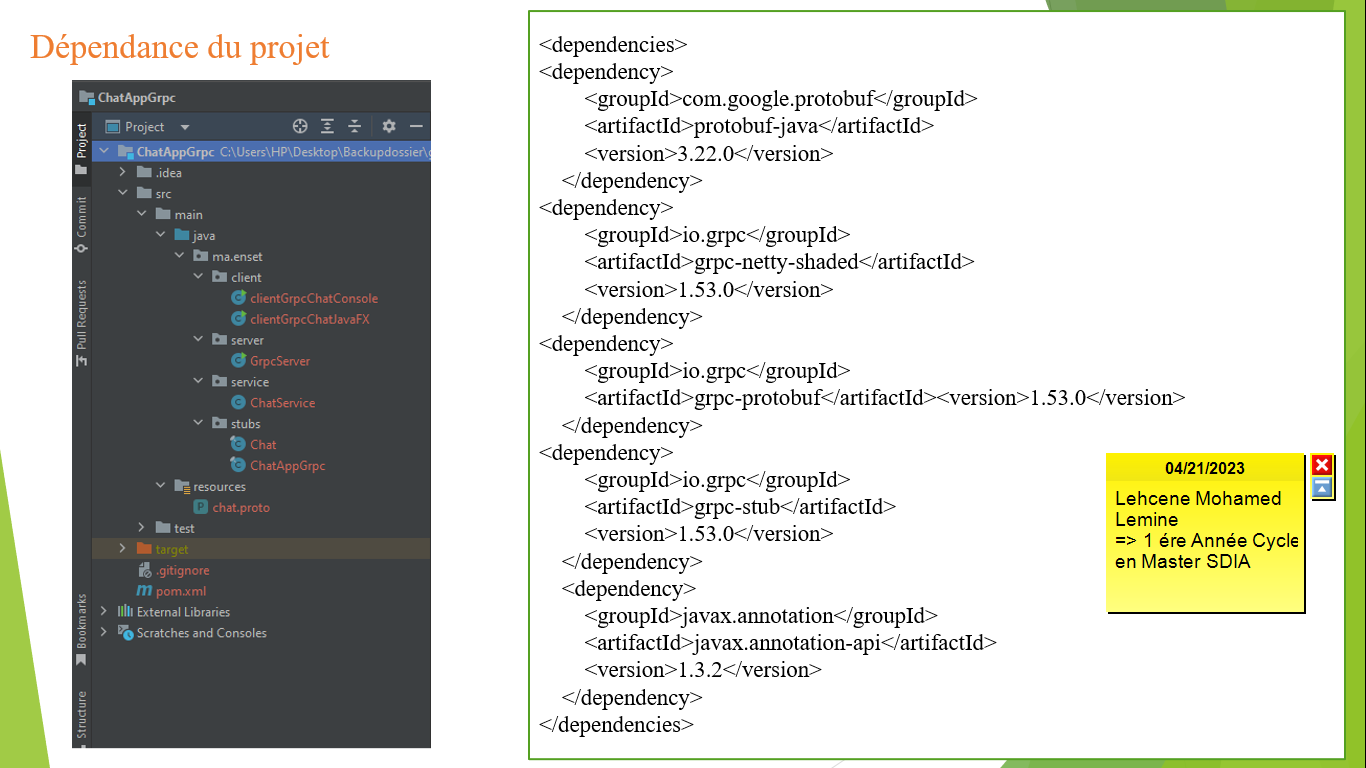 Dépendance du projet
ChatAppGrpc
Project
ChatAppGrpc C:\Users\HP\Desktop\Backupdossier\
.idea
src
main
java
ma.enset
client
clientGrpcChatConsole
clientGrpcChatJavaFX
server
GrpcServer
service
ChatService
stubs
Chat
ChatAppGrpc
resources
chat.proto
test
target
.gitignore
pom.xml
External Libraries
Scratches and Consoles
Project
Commit
Pull Requests
Bookmarks
Structure
<dependencies>
<dependency>
<groupId>com.google.protobuf</groupId>
<artifactId>protobuf-java</artifactId>
<version>3.22.0</version>
</dependency>
<dependency>
<groupId>io.grpc</groupId>
<artifactId>grpc-netty-shaded</artifactId>
<version>1.53.0</version>
</dependency>
<dependency>
<groupId>io.grpc</groupId>
<artifactId>grpc-protobuf</artifactId><version>1.53.0</version>
</dependency>
<dependency>
<groupId>io.grpc</groupId>
<artifactId>grpc-stub</artifactId>
<version>1.53.0</version>
</dependency>
<dependency>
<groupId>javax.annotation</groupId>
<artifactId>javax.annotation-api</artifactId>
<version>1.3.2</version>
</dependency>
</dependencies>
04/21/2023
Lehcene Mohamed
Lemine
=> 1 ére Année Cycle
en Master SDIA